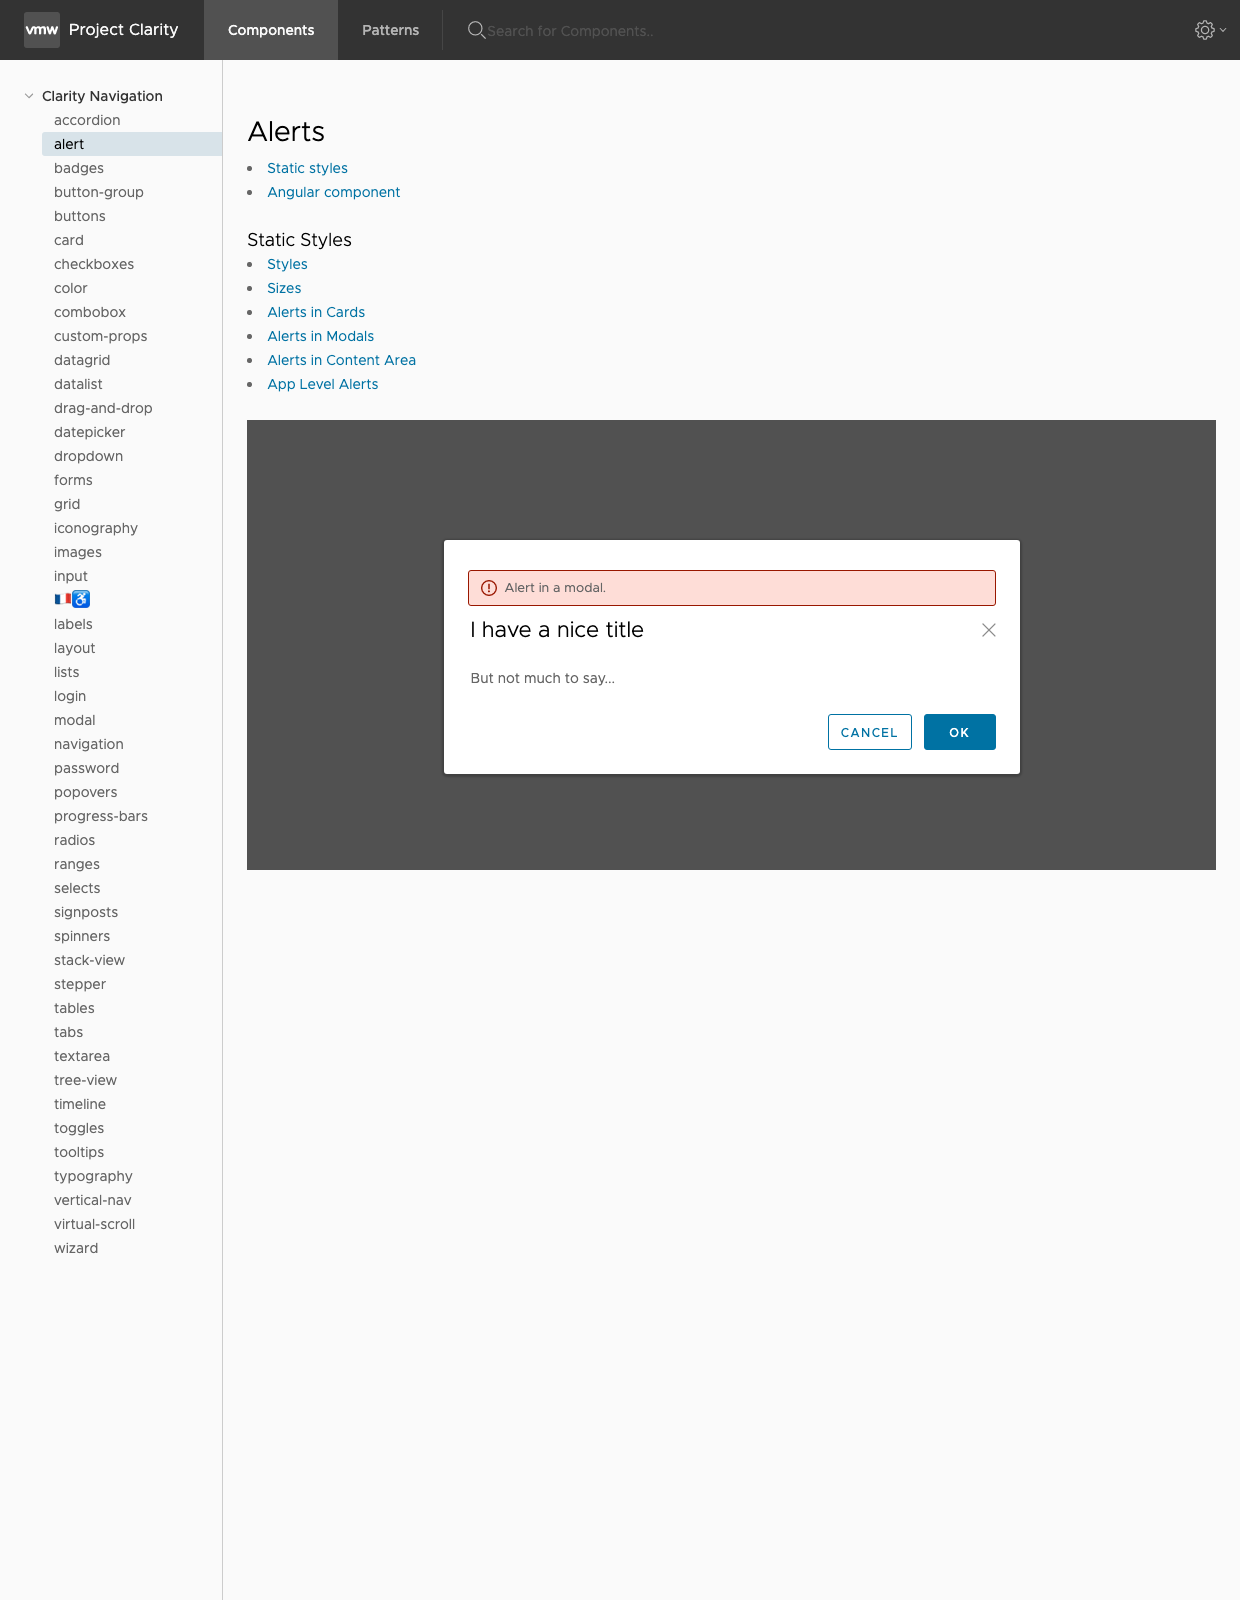 vmw Project Clarity Components Patterns Search for Components..
Clarity Navigation
accordion
alert
badges
button-group
buttons
card
checkboxes
color
combobox
custom-props
datagrid
datalist
drag-and-drop
datepicker
dropdown
forms
grid
iconography
images
input
🇫🇷♿
labels
layout
lists
login
modal
navigation
password
popovers
progress-bars
radios
ranges
selects
signposts
spinners
stack-view
stepper
tables
tabs
textarea
tree-view
timeline
toggles
tooltips
typography
vertical-nav
virtual-scroll
wizard
Alerts
Static styles
Angular component
Static Styles
Styles
Sizes
Alerts in Cards
Alerts in Modals
Alerts in Content Area
App Level Alerts
Alert in a modal.
I have a nice title
But not much to say...
CANCEL OK